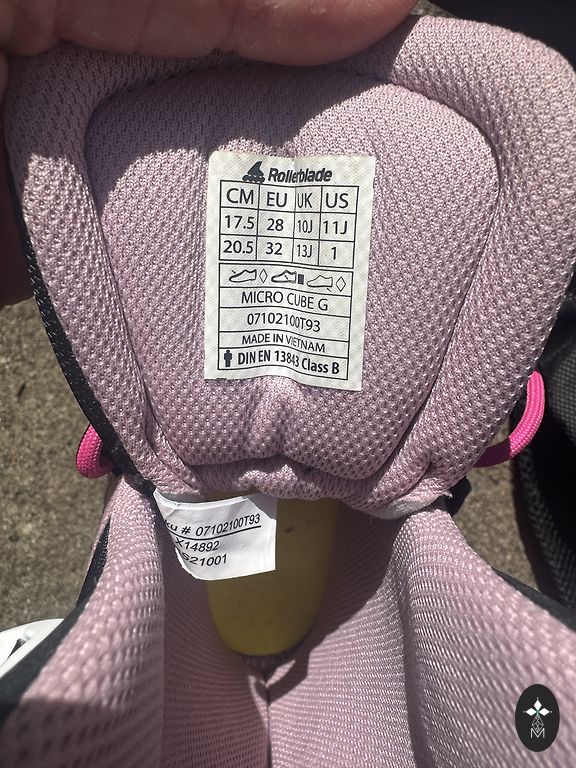 Rollerblade
CM EU UK US
17.5 28 10J 11J
20.5 32 13J 1
MICRO CUBE G
07102100T93
MADE IN VIETNAM
DIN EN 13843 Class B
# 07102100T93
14892
21001
M